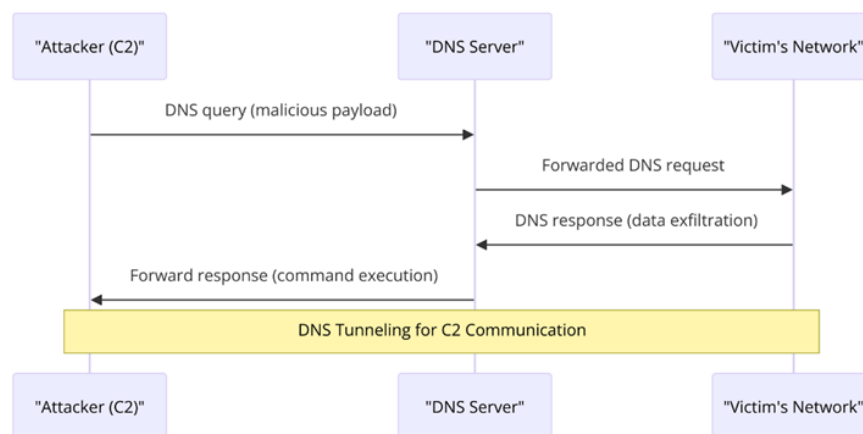 "Attacker (C2)"
"DNS Server"
"Victim's Network"
DNS query (malicious payload)
Forwarded DNS request
DNS response (data exfiltration)
Forward response (command execution)
DNS Tunneling for C2 Communication
"Attacker (C2)"
"DNS Server"
"Victim's Network"